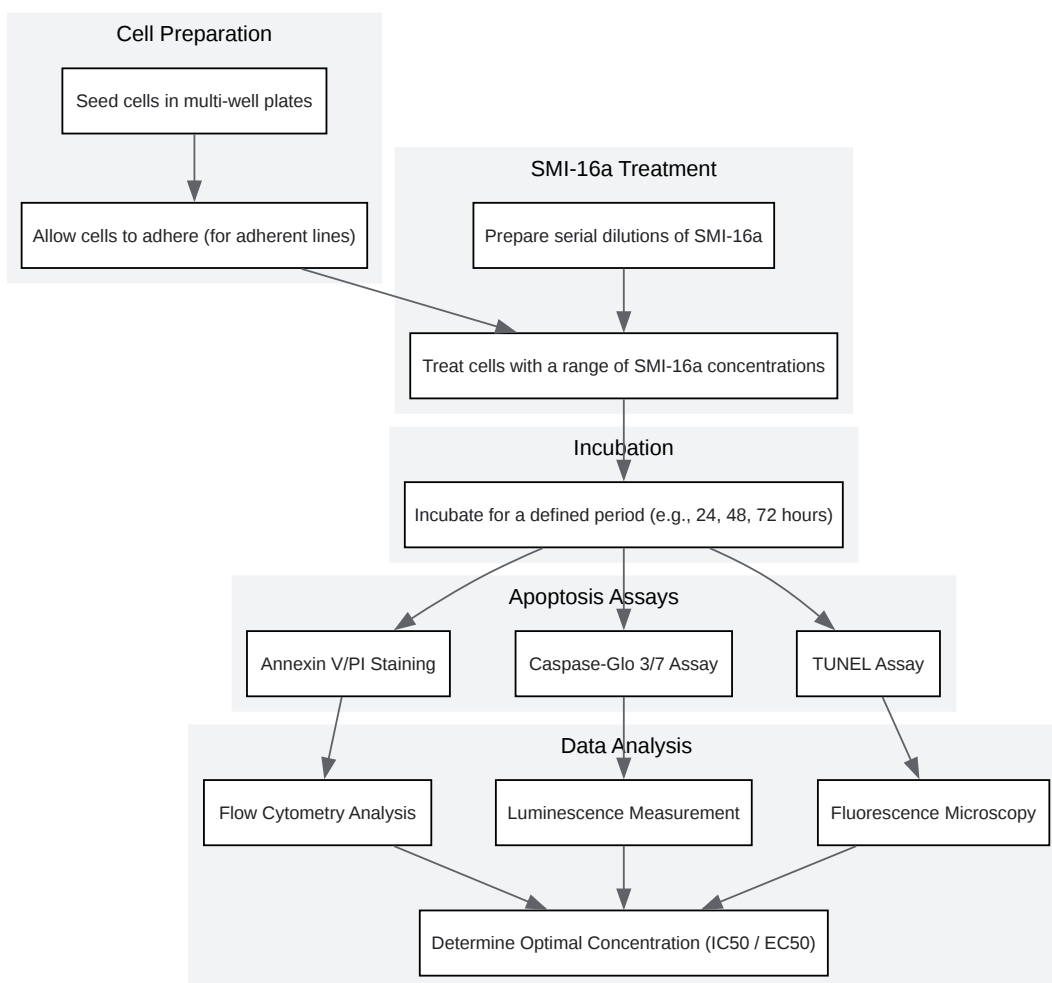 Cell Preparation
Seed cells in multi-well plates
Allow cells to adhere (for adherent lines)
SMI-16a Treatment
Prepare serial dilutions of SMI-16a
Treat cells with a range of SMI-16a concentrations
Incubation
Incubate for a defined period (e.g., 24, 48, 72 hours)
Apoptosis Assays
Annexin V/PI Staining
Caspase-Glo 3/7 Assay
TUNEL Assay
Data Analysis
Flow Cytometry Analysis
Luminescence Measurement
Fluorescence Microscopy
Determine Optimal Concentration (IC50 / EC50)